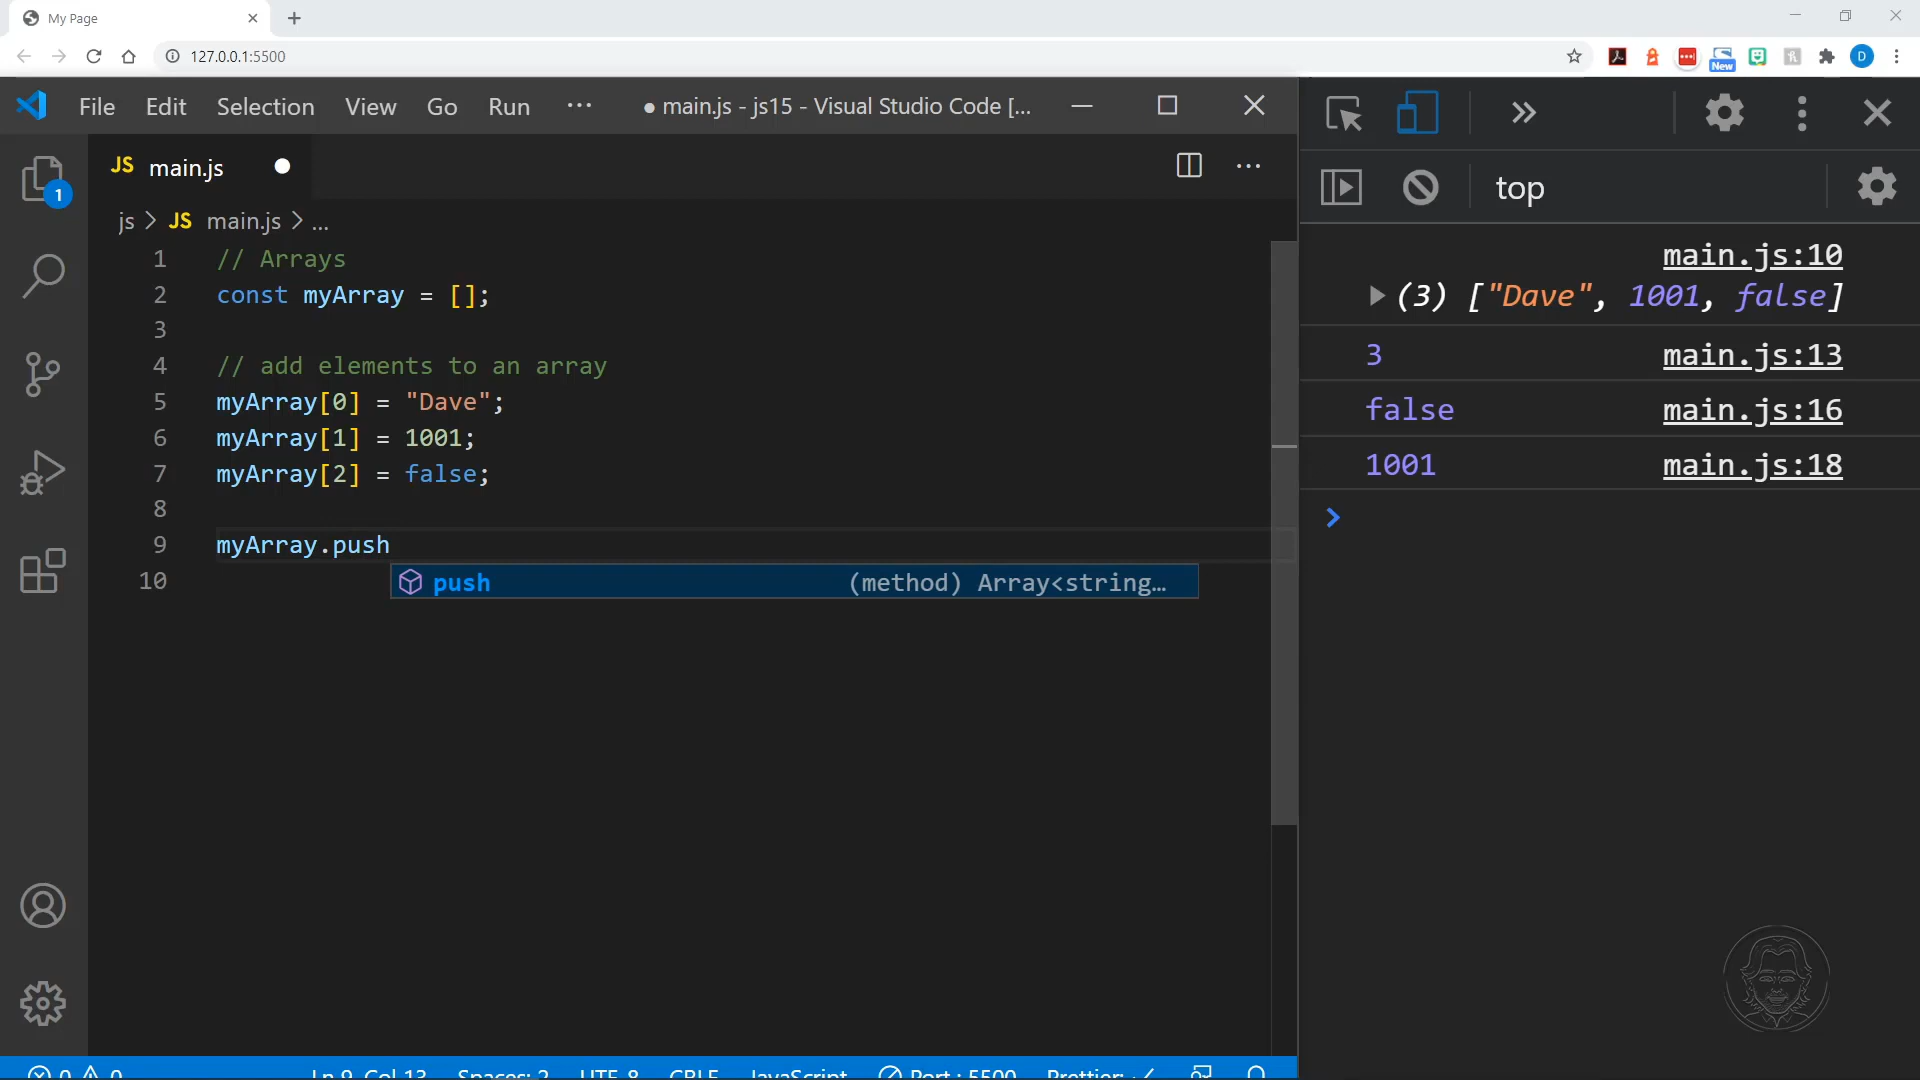 My Page
127.0.0.1:5500
New
D
File Edit Selection View Go Run ··· ● main.js - js15 - Visual Studio Code [...
JS main.js
1
js > JS main.js > ...
1 // Arrays
2 const myArray = [];
3
4 // add elements to an array
5 myArray[0] = "Dave";
6 myArray[1] = 1001;
7 myArray[2] = false;
8
9 myArray.push
push (method) Array<string…
10
Ln 9, Col 13 Spaces: 2 UTF-8 CRLF JavaScript Port : 5500 Prettier: ✓
0 0
top
main.js:10
(3) ["Dave", 1001, false]
3 main.js:13
false main.js:16
1001 main.js:18